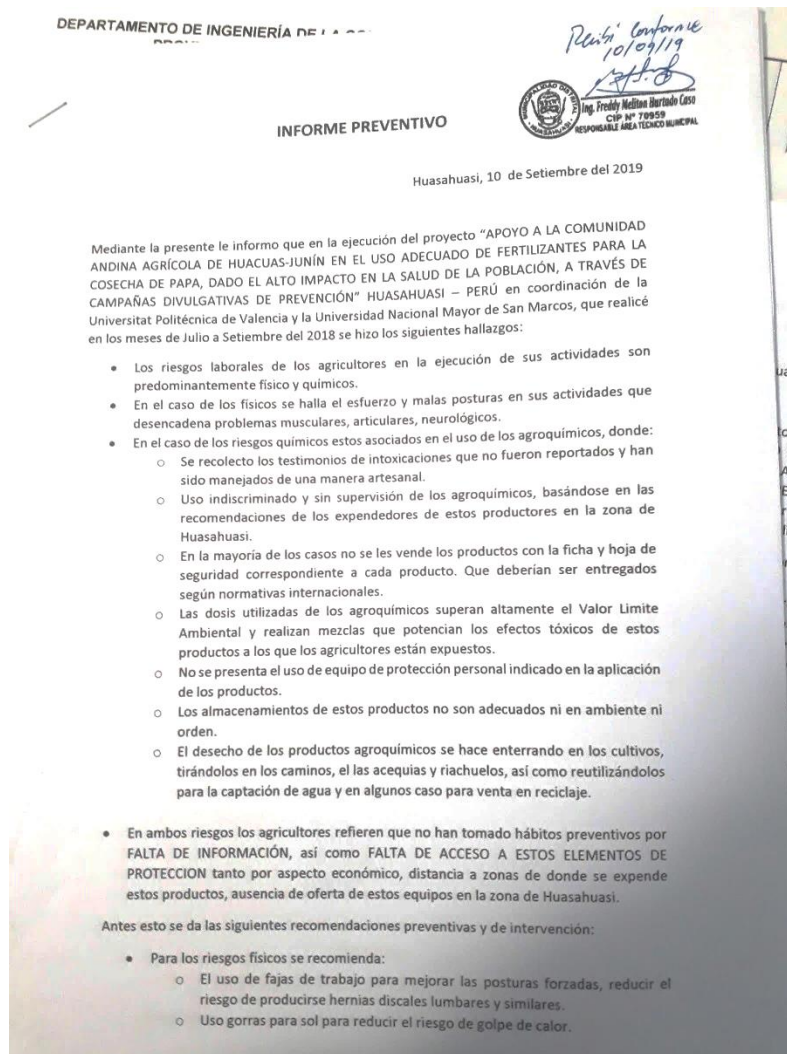 DEPARTAMENTO DE INGENIERÍA DE LA
Recibí Conforme
10/09/19
MUNICIPALIDAD DISTRITAL
HUASAHUASI
Ing. Freddy Meliton Hurtado Caso
CIP N° 70959
RESPONSABLE ÁREA TÉCNICO MUNICIPAL
INFORME PREVENTIVO
Huasahuasi, 10 de Setiembre del 2019
Mediante la presente le informo que en la ejecución del proyecto “APOYO A LA COMUNIDAD
ANDINA AGRÍCOLA DE HUACUAS-JUNÍN EN EL USO ADECUADO DE FERTILIZANTES PARA LA
COSECHA DE PAPA, DADO EL ALTO IMPACTO EN LA SALUD DE LA POBLACIÓN, A TRAVÉS DE
CAMPAÑAS DIVULGATIVAS DE PREVENCIÓN” HUASAHUASI – PERÚ en coordinación de la
Universitat Politécnica de Valencia y la Universidad Nacional Mayor de San Marcos, que realicé
en los meses de Julio a Setiembre del 2018 se hizo los siguientes hallazgos:
• Los riesgos laborales de los agricultores en la ejecución de sus actividades son
predominantemente físico y químicos.
• En el caso de los físicos se halla el esfuerzo y malas posturas en sus actividades que
desencadena problemas musculares, articulares, neurológicos.
• En el caso de los riesgos químicos estos asociados en el uso de los agroquímicos, donde:
o Se recolecto los testimonios de intoxicaciones que no fueron reportados y han
sido manejados de una manera artesanal.
o Uso indiscriminado y sin supervisión de los agroquímicos, basándose en las
recomendaciones de los expendedores de estos productores en la zona de
Huasahuasi.
o En la mayoría de los casos no se les vende los productos con la ficha y hoja de
seguridad correspondiente a cada producto. Que deberían ser entregados
según normativas internacionales.
o Las dosis utilizadas de los agroquímicos superan altamente el Valor Limite
Ambiental y realizan mezclas que potencian los efectos tóxicos de estos
productos a los que los agricultores están expuestos.
o No se presenta el uso de equipo de protección personal indicado en la aplicación
de los productos.
o Los almacenamientos de estos productos no son adecuados ni en ambiente ni
orden.
o El desecho de los productos agroquímicos se hace enterrando en los cultivos,
tirándolos en los caminos, el las acequias y riachuelos, así como reutilizándolos
para la captación de agua y en algunos caso para venta en reciclaje.
• En ambos riesgos los agricultores refieren que no han tomado hábitos preventivos por
FALTA DE INFORMACIÓN, así como FALTA DE ACCESO A ESTOS ELEMENTOS DE
PROTECCION tanto por aspecto económico, distancia a zonas de donde se expende
estos productos, ausencia de oferta de estos equipos en la zona de Huasahuasi.
Antes esto se da las siguientes recomendaciones preventivas y de intervención:
• Para los riesgos físicos se recomienda:
o El uso de fajas de trabajo para mejorar las posturas forzadas, reducir el
riesgo de producirse hernias discales lumbares y similares.
o Uso gorras para sol para reducir el riesgo de golpe de calor.